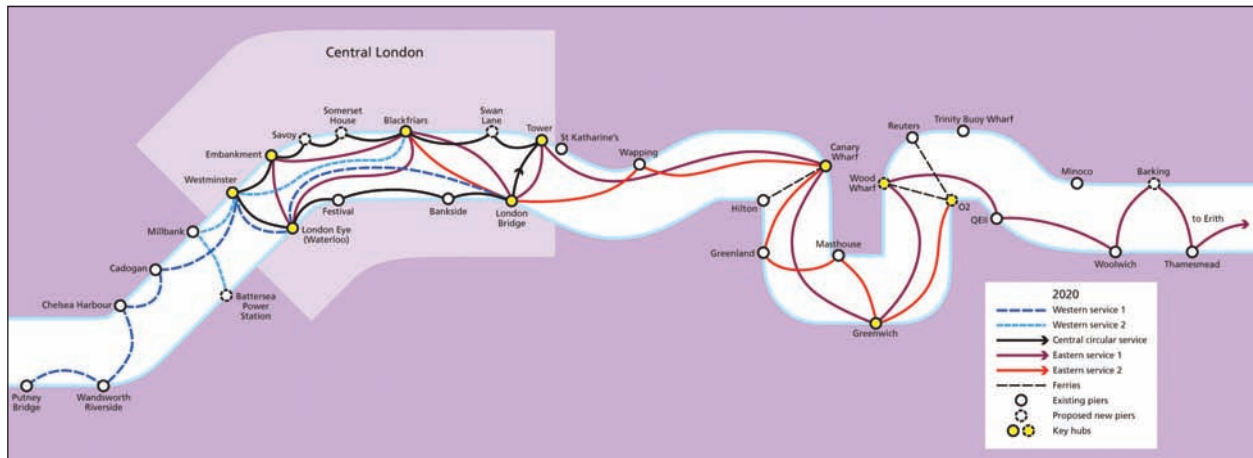 Central London
Savoy
Somerset
House
Blackfriars
Swan
Lane
Tower
St Katharine's
Embankment
Westminster
Wapping
Canary
Wharf
Reuters
Trinity Buoy Wharf
Wood
Wharf
Minoco
Barking
Millbank
London Eye
(Waterloo)
Festival
Bankside
London
Bridge
Hilton
O2
QEII
to Erith
Cadogan
Greenland
Masthouse
Woolwich
Thamesmead
Chelsea Harbour
Battersea
Power
Station
Greenwich
Putney
Bridge
Wandsworth
Riverside
2020
Western service 1
Western service 2
Central circular service
Eastern service 1
Eastern service 2
Ferries
Existing piers
Proposed new piers
Key hubs